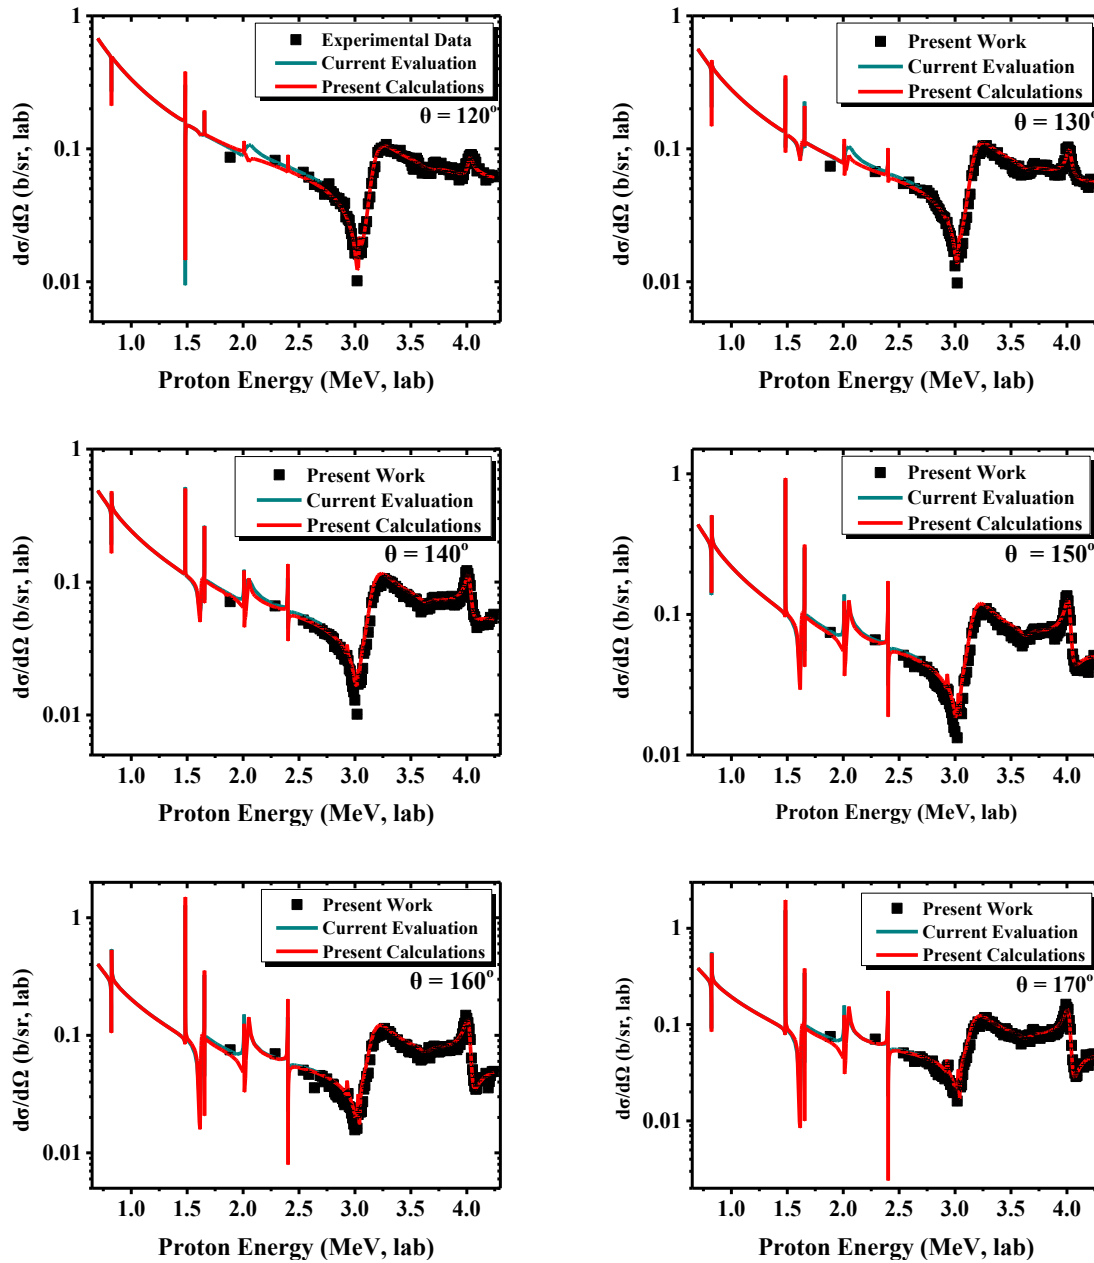 1
0.1
0.01
dσ/dΩ (b/sr, lab)
Experimental Data
Current Evaluation
Present Calculations
θ = 120°
1.0 1.5 2.0 2.5 3.0 3.5 4.0
Proton Energy (MeV, lab)
1
0.1
0.01
dσ/dΩ (b/sr, lab)
Present Work
Current Evaluation
Present Calculations
θ = 130°
1.0 1.5 2.0 2.5 3.0 3.5 4.0
Proton Energy (MeV, lab)
1
0.1
0.01
dσ/dΩ (b/sr, lab)
Present Work
Current Evaluation
Present Calculations
θ = 140°
1.0 1.5 2.0 2.5 3.0 3.5 4.0
Proton Energy (MeV, lab)
1
0.1
0.01
dσ/dΩ (b/sr, lab)
Present Work
Current Evaluation
Present Calculations
θ = 150°
1.0 1.5 2.0 2.5 3.0 3.5 4.0
Proton Energy (MeV, lab)
1
0.1
0.01
dσ/dΩ (b/sr, lab)
Present Work
Current Evaluation
Present Calculations
θ = 160°
1.0 1.5 2.0 2.5 3.0 3.5 4.0
Proton Energy (MeV, lab)
1
0.1
0.01
dσ/dΩ (b/sr, lab)
Present Work
Current Evaluation
Present Calculations
θ = 170°
1.0 1.5 2.0 2.5 3.0 3.5 4.0
Proton Energy (MeV, lab)